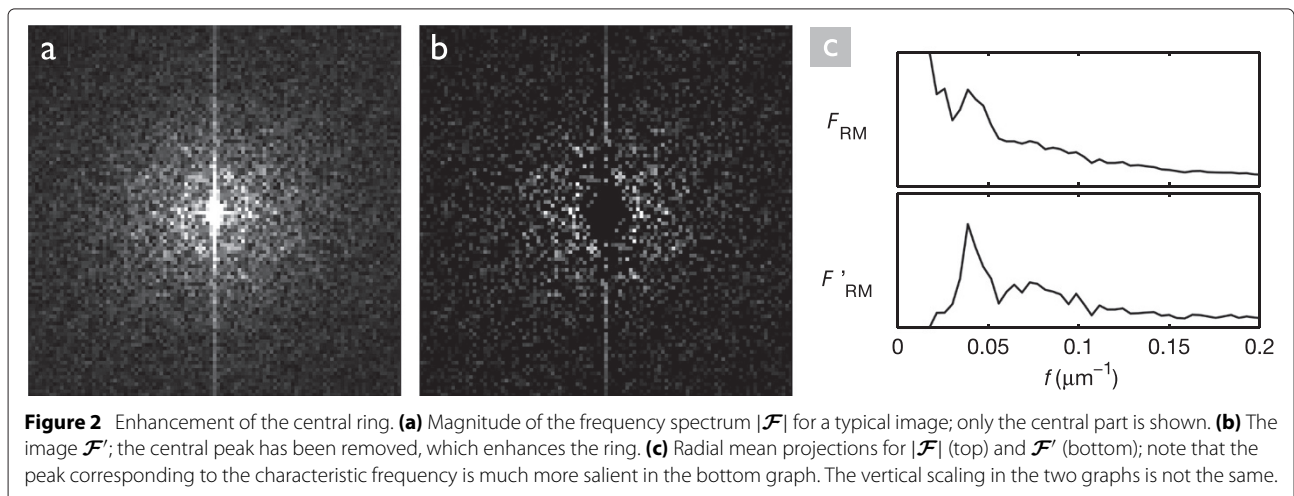 a
b
c
F RM
F ’ RM
0
0.05
0.1
0.15
0.2
f (μm−1)
Figure 2 Enhancement of the central ring. (a) Magnitude of the frequency spectrum |𝓕| for a typical image; only the central part is shown. (b) The
image 𝓕′; the central peak has been removed, which enhances the ring. (c) Radial mean projections for |𝓕| (top) and 𝓕′ (bottom); note that the
peak corresponding to the characteristic frequency is much more salient in the bottom graph. The vertical scaling in the two graphs is not the same.